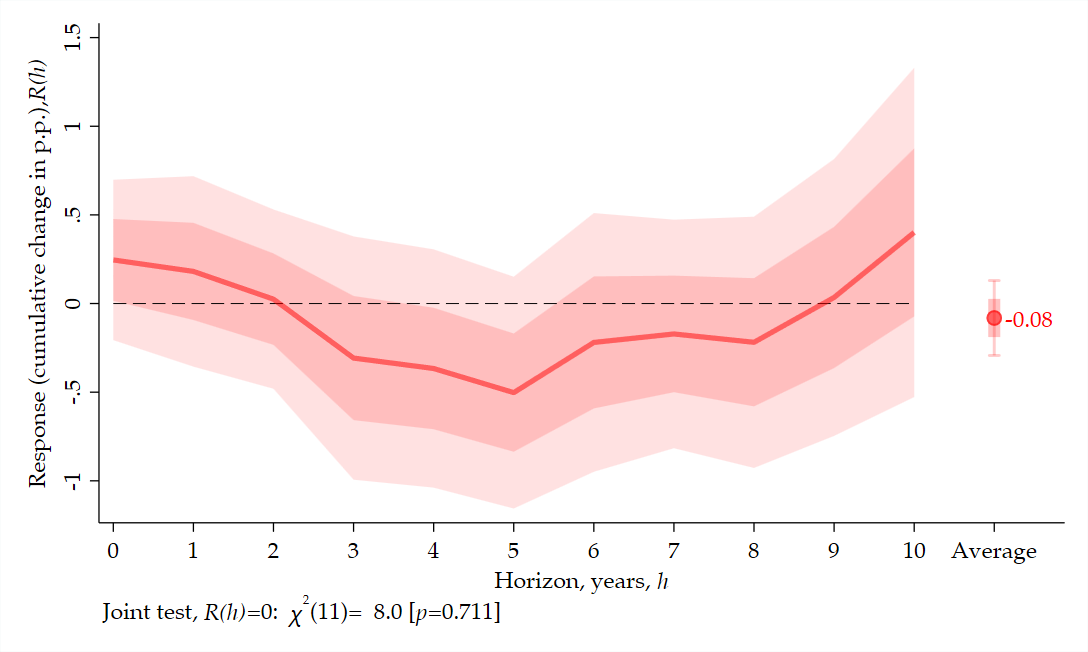 Response (cumulative change in p.p.),R(h)
1.5
1
.5
0
-.5
-1
-0.08
0 1 2 3 4 5 6 7 8 9 10 Average
Horizon, years, h
Joint test, R(h)=0: χ²(11)= 8.0 [p=0.711]